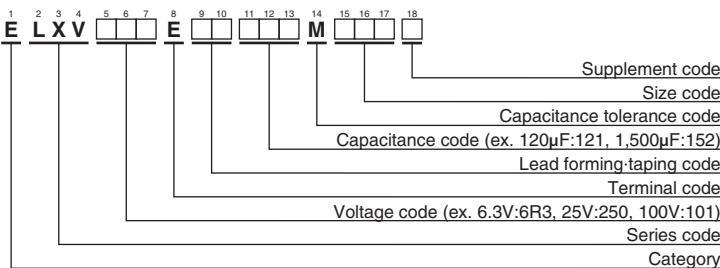 1 2 3 4 5 6 7 8 9 10 11 12 13 14 15 16 17 18
E L X V E M
Supplement code
Size code
Capacitance tolerance code
Capacitance code (ex. 120µF:121, 1,500µF:152)
Lead forming·taping code
Terminal code
Voltage code (ex. 6.3V:6R3, 25V:250, 100V:101)
Series code
Category